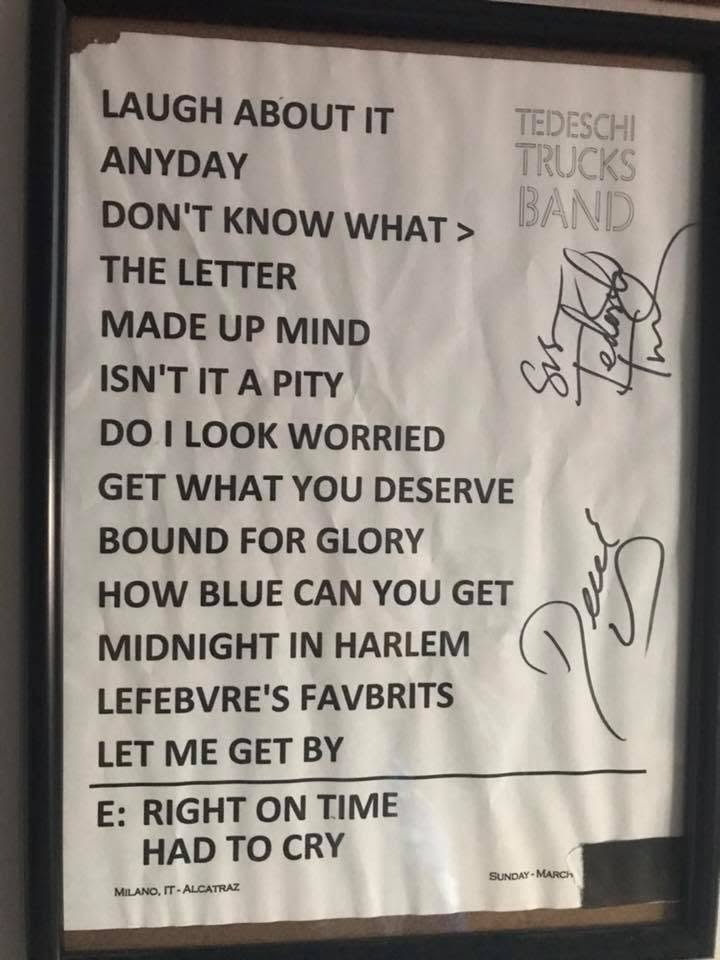 LAUGH ABOUT IT
ANYDAY
DON'T KNOW WHAT >
THE LETTER
MADE UP MIND
ISN'T IT A PITY
DO I LOOK WORRIED
GET WHAT YOU DESERVE
BOUND FOR GLORY
HOW BLUE CAN YOU GET
MIDNIGHT IN HARLEM
LEFEBVRE'S FAVBRITS
LET ME GET BY
E: RIGHT ON TIME
HAD TO CRY
MILANO, IT - ALCATRAZ
SUNDAY - MARCH
TEDESCHI
TRUCKS
BAND